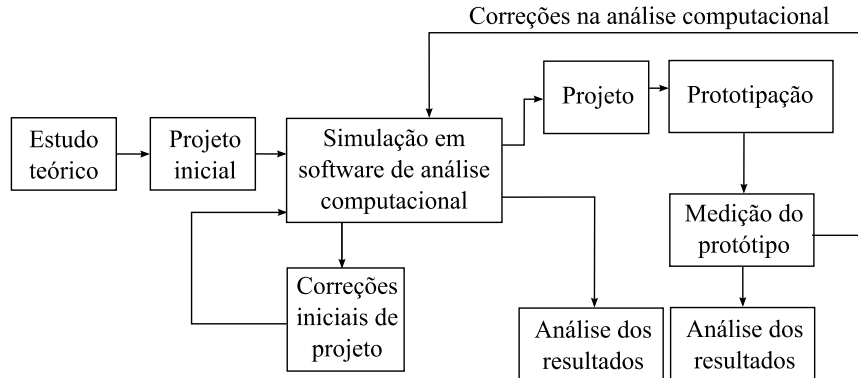 Correções na análise computacional
Estudo
teórico
Projeto
inicial
Simulação em
software de análise
computacional
Projeto
Prototipação
Medição do
protótipo
Correções
iniciais de
projeto
Análise dos
resultados
Análise dos
resultados